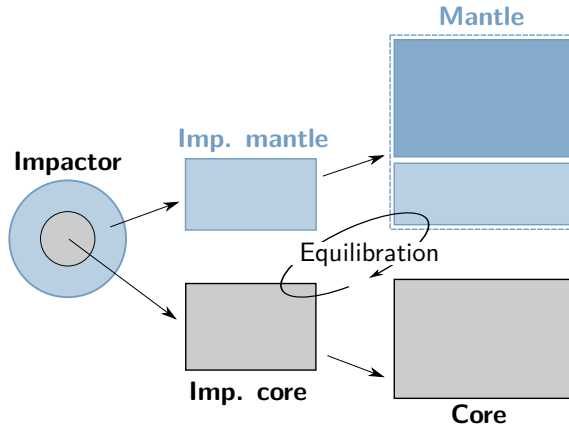 Mantle
Imp. mantle
Impactor
Equilibration
Imp. core
Core